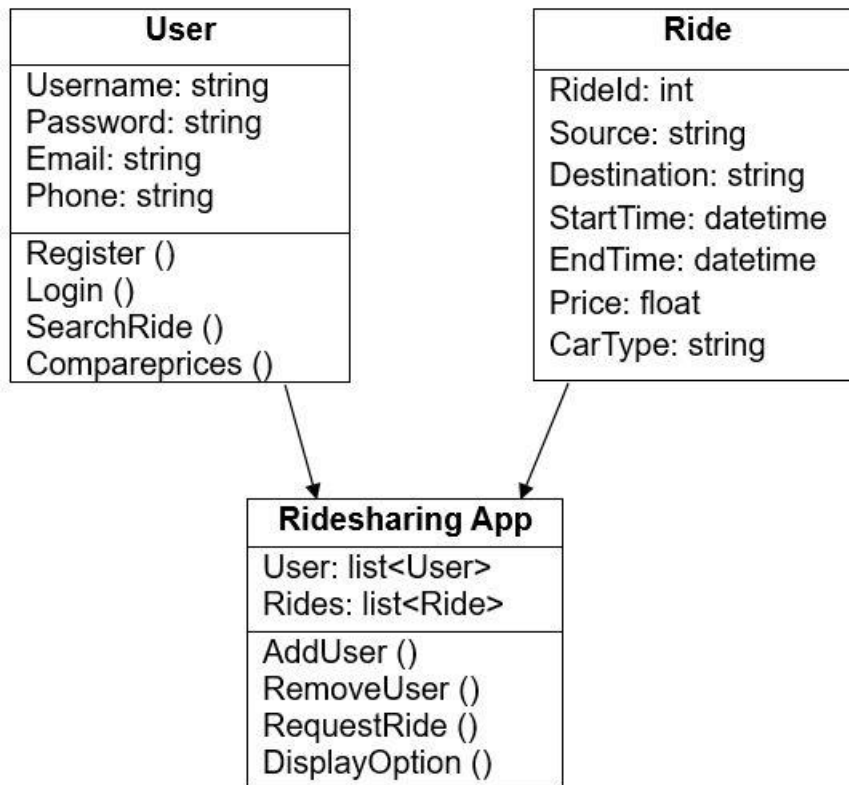 User
Username: string
Password: string
Email: string
Phone: string
Register ()
Login ()
SearchRide ()
Compareprices ()
Ride
RideId: int
Source: string
Destination: string
StartTime: datetime
EndTime: datetime
Price: float
CarType: string
Ridesharing App
User: list<User>
Rides: list<Ride>
AddUser ()
RemoveUser ()
RequestRide ()
DisplayOption ()